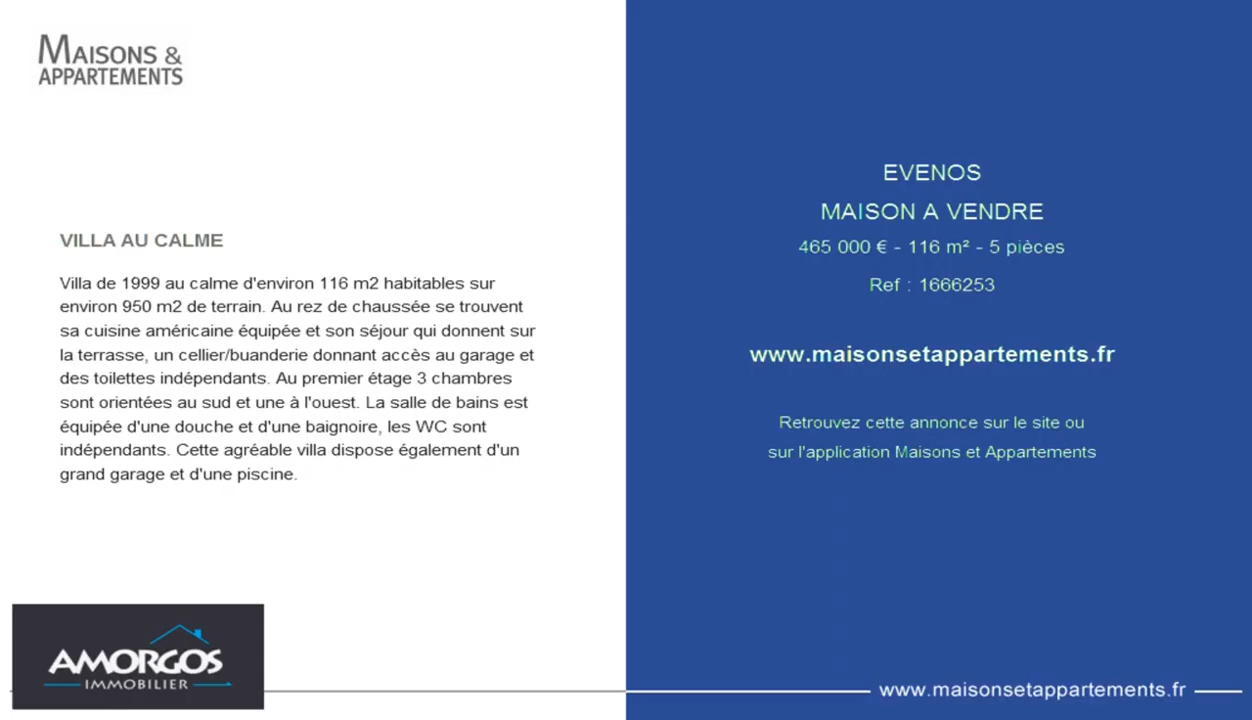 MAISONS &
APPARTEMENTS
VILLA AU CALME
Villa de 1999 au calme d'environ 116 m2 habitables sur
environ 950 m2 de terrain. Au rez de chaussée se trouvent
sa cuisine américaine équipée et son séjour qui donnent sur
la terrasse, un cellier/buanderie donnant accès au garage et
des toilettes indépendants. Au premier étage 3 chambres
sont orientées au sud et une à l'ouest. La salle de bains est
équipée d'une douche et d'une baignoire, les WC sont
indépendants. Cette agréable villa dispose également d'un
grand garage et d'une piscine.
AMORGOS
IMMOBILIER
EVENOS
MAISON A VENDRE
465 000 € - 116 m² - 5 pièces
Ref : 1666253
www.maisonsetappartements.fr
Retrouvez cette annonce sur le site ou
sur l'application Maisons et Appartements
www.maisonsetappartements.fr